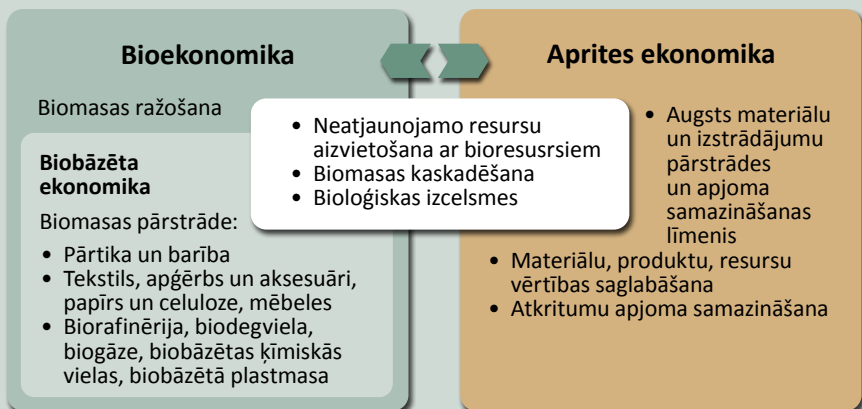 Bioekonomika
Biomasas ražošana
Biobāzēta
ekonomika
Biomasas pārstrāde:
• Pārtika un barība
• Tekstils, apģērbs un aksesuāri,
papīrs un celuloze, mēbeles
• Biorafinērija, biodegviela,
biogāze, biobāzētas ķīmiskās
vielas, biobāzētā plastmasa
• Neatjaunojamo resursu
aizvietošana ar bioresusrsiem
• Biomasas kaskadēšana
• Bioloģiskas izcelsmes
Aprites ekonomika
• Augsts materiālu
un izstrādājumu
pārstrādes
un apjoma
samazināšanas
līmenis
• Materiālu, produktu, resursu
vērtības saglabāšana
• Atkritumu apjoma samazināšana